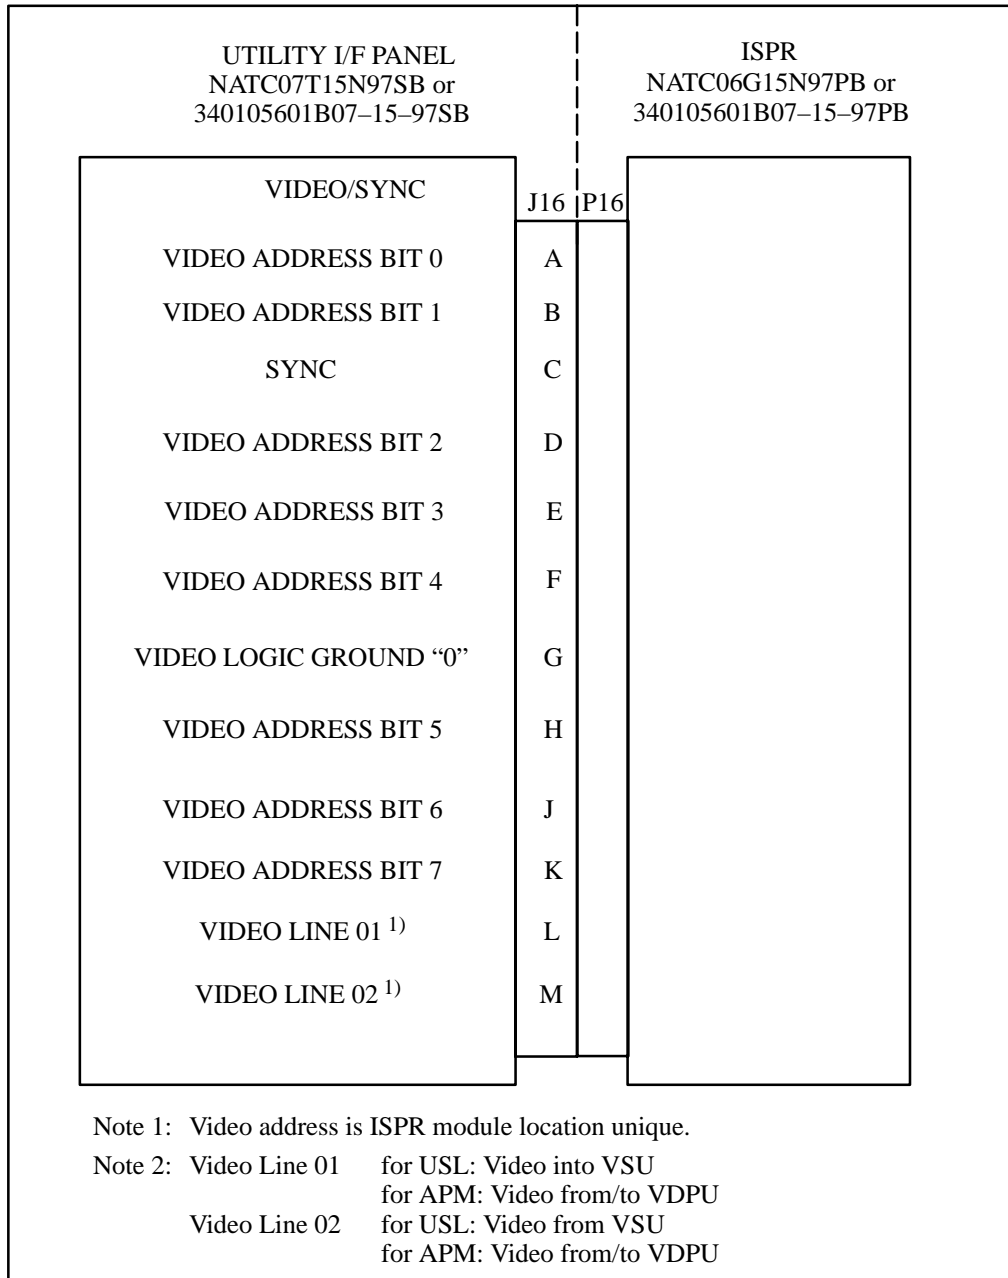 UTILITY I/F PANEL
NATC07T15N97SB or
340105601B07–15–97SB
ISPR
NATC06G15N97PB or
340105601B07–15–97PB
VIDEO/SYNC
J16 P16
VIDEO ADDRESS BIT 0 A
VIDEO ADDRESS BIT 1 B
SYNC C
VIDEO ADDRESS BIT 2 D
VIDEO ADDRESS BIT 3 E
VIDEO ADDRESS BIT 4 F
VIDEO LOGIC GROUND “0” G
VIDEO ADDRESS BIT 5 H
VIDEO ADDRESS BIT 6 J
VIDEO ADDRESS BIT 7 K
VIDEO LINE 01 1) L
VIDEO LINE 02 1) M
Note 1: Video address is ISPR module location unique.
Note 2: Video Line 01 for USL: Video into VSU
for APM: Video from/to VDPU
Video Line 02 for USL: Video from VSU
for APM: Video from/to VDPU